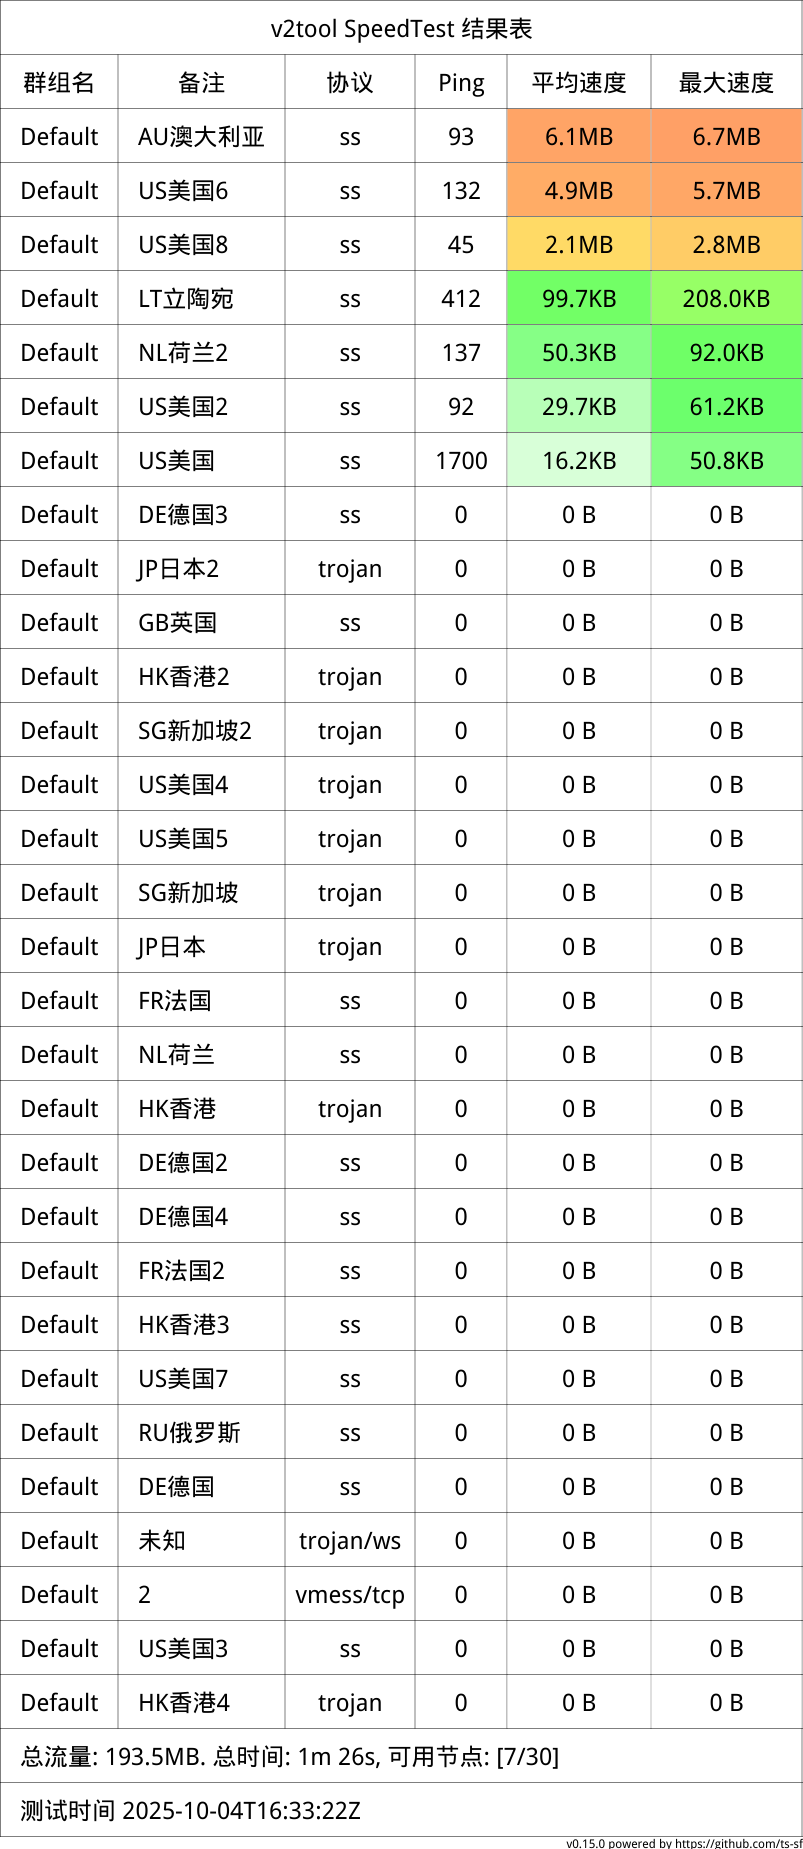 v2tool SpeedTest 结果表
群组名 备注 协议 Ping 平均速度 最大速度
Default AU澳大利亚 ss 93 6.1MB 6.7MB
Default US美国6 ss 132 4.9MB 5.7MB
Default US美国8 ss 45 2.1MB 2.8MB
Default LT立陶宛 ss 412 99.7KB 208.0KB
Default NL荷兰2 ss 137 50.3KB 92.0KB
Default US美国2 ss 92 29.7KB 61.2KB
Default US美国 ss 1700 16.2KB 50.8KB
Default DE德国3 ss 0 0 B 0 B
Default JP日本2 trojan 0 0 B 0 B
Default GB英国 ss 0 0 B 0 B
Default HK香港2 trojan 0 0 B 0 B
Default SG新加坡2 trojan 0 0 B 0 B
Default US美国4 trojan 0 0 B 0 B
Default US美国5 trojan 0 0 B 0 B
Default SG新加坡 trojan 0 0 B 0 B
Default JP日本 trojan 0 0 B 0 B
Default FR法国 ss 0 0 B 0 B
Default NL荷兰 ss 0 0 B 0 B
Default HK香港 trojan 0 0 B 0 B
Default DE德国2 ss 0 0 B 0 B
Default DE德国4 ss 0 0 B 0 B
Default FR法国2 ss 0 0 B 0 B
Default HK香港3 ss 0 0 B 0 B
Default US美国7 ss 0 0 B 0 B
Default RU俄罗斯 ss 0 0 B 0 B
Default DE德国 ss 0 0 B 0 B
Default 未知 trojan/ws 0 0 B 0 B
Default 2 vmess/tcp 0 0 B 0 B
Default US美国3 ss 0 0 B 0 B
Default HK香港4 trojan 0 0 B 0 B
总流量: 193.5MB. 总时间: 1m 26s, 可用节点: [7/30]
测试时间 2025-10-04T16:33:22Z
v0.15.0 powered by https://github.com/ts-sf